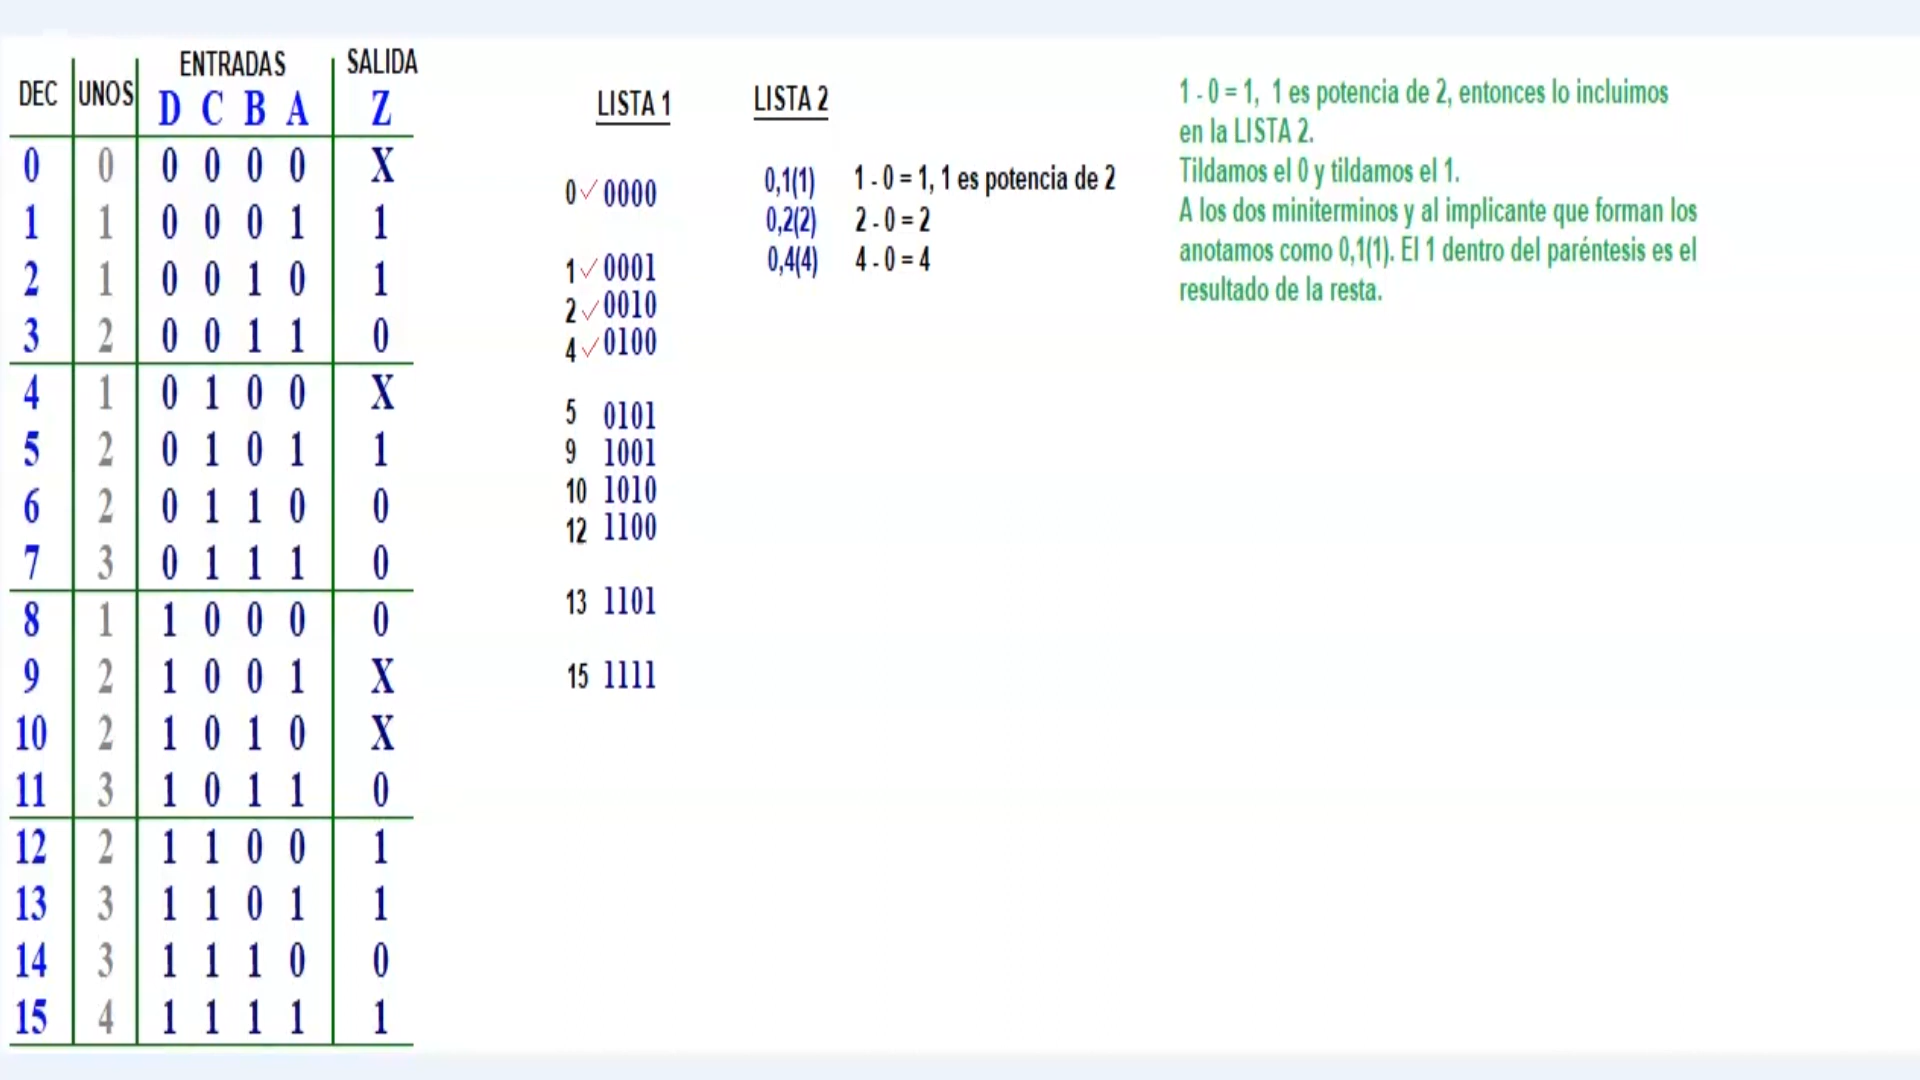 DEC UNOS ENTRADAS SALIDA
D C B A Z
0 0 0 0 0 0 X
1 1 0 0 0 1 1
2 1 0 0 1 0 1
3 2 0 0 1 1 0
4 1 0 1 0 0 X
5 2 0 1 0 1 1
6 2 0 1 1 0 0
7 3 0 1 1 1 0
8 1 1 0 0 0 0
9 2 1 0 0 1 X
10 2 1 0 1 0 X
11 3 1 0 1 1 0
12 2 1 1 0 0 1
13 3 1 1 0 1 1
14 3 1 1 1 0 0
15 4 1 1 1 1 1
LISTA 1
0✓0000
1✓0001
2✓0010
4✓0100
5 0101
9 1001
10 1010
12 1100
13 1101
15 1111
LISTA 2
0,1(1) 1 - 0 = 1, 1 es potencia de 2
0,2(2) 2 - 0 = 2
0,4(4) 4 - 0 = 4
1 - 0 = 1, 1 es potencia de 2, entonces lo incluimos
en la LISTA 2.
Tildamos el 0 y tildamos el 1.
A los dos miniterminos y al implicante que forman los
anotamos como 0,1(1). El 1 dentro del paréntesis es el
resultado de la resta.